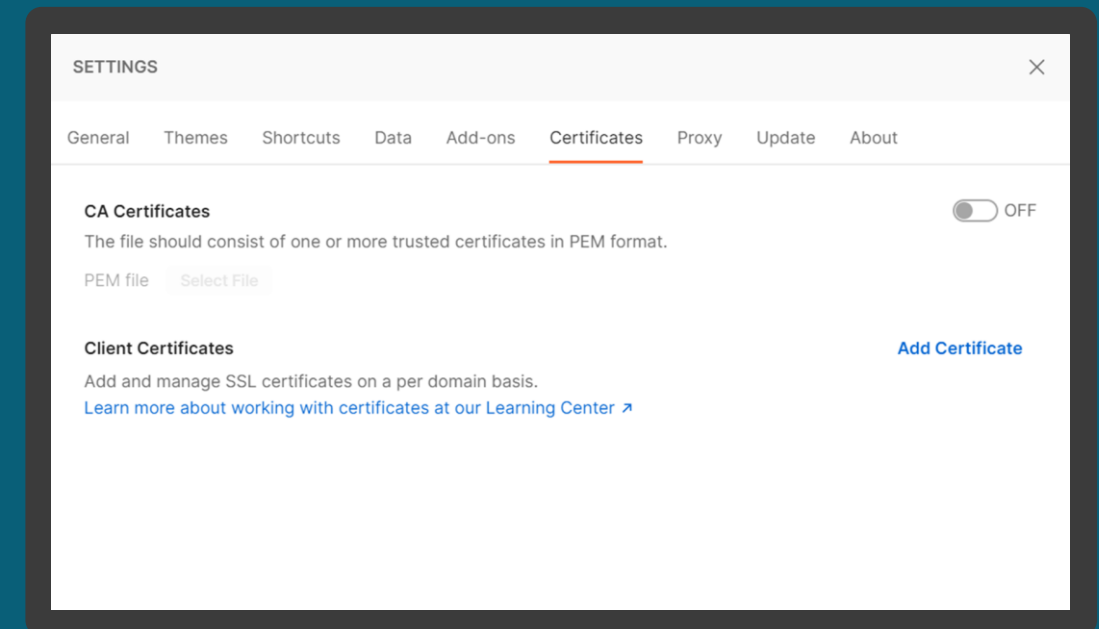 SETTINGS
General Themes Shortcuts Data Add-ons Certificates Proxy Update About
CA Certificates OFF
The file should consist of one or more trusted certificates in PEM format.
PEM file Select File
Client Certificates Add Certificate
Add and manage SSL certificates on a per domain basis.
Learn more about working with certificates at our Learning Center ↗